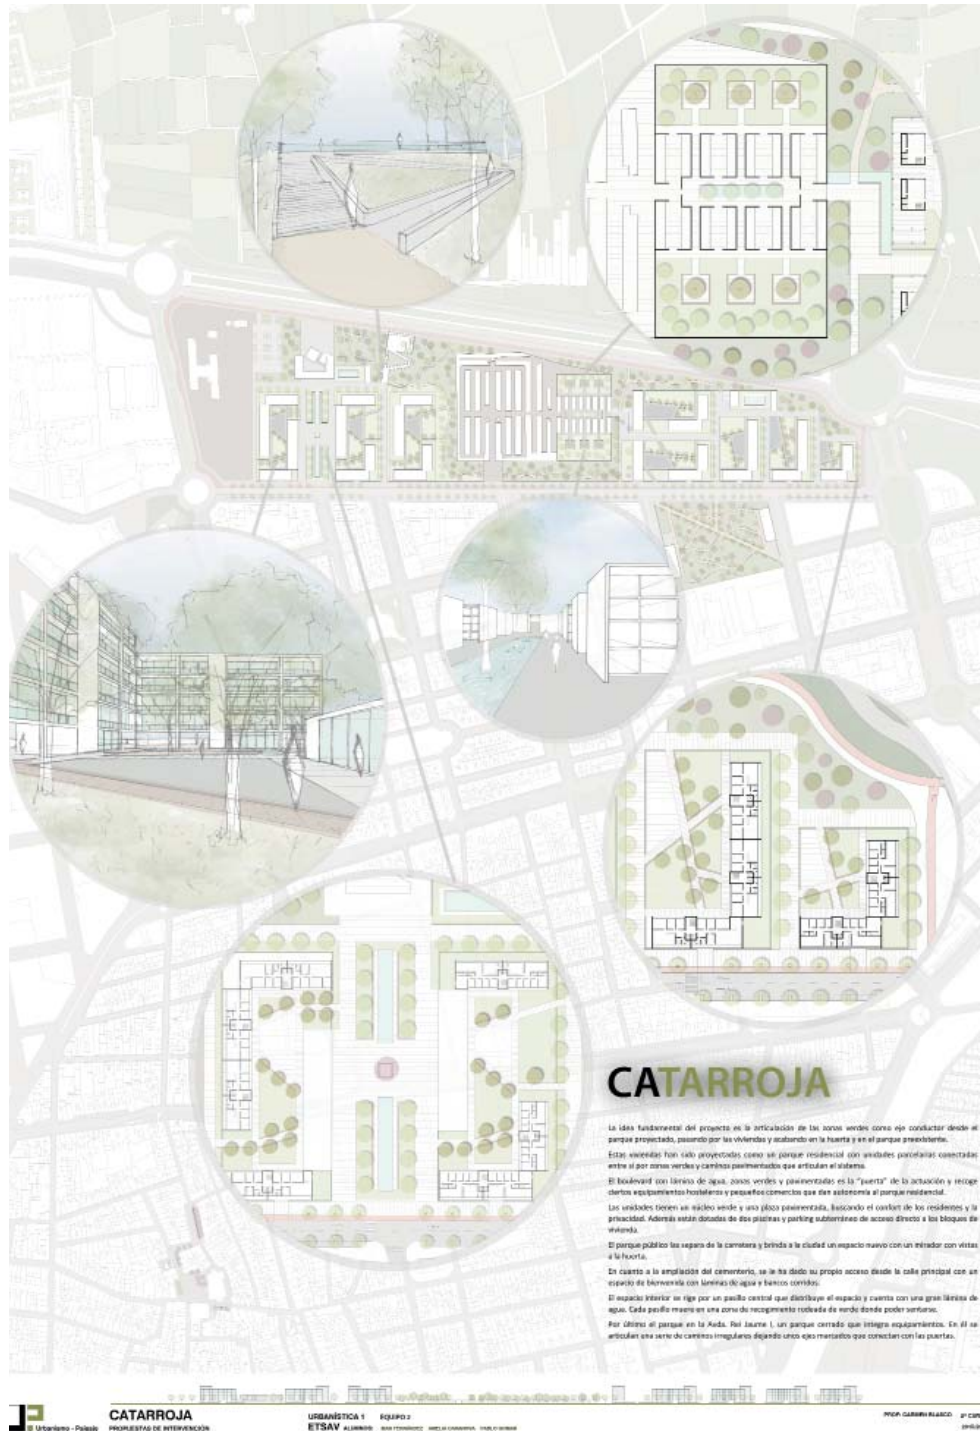 CATARROJA
La idea fundamental del proyecto es la articulación de las zonas verdes como eje conductor desde el
parque proyectado, pasando por las viviendas y acabando en la huerta y en el parque preexistente.
Estas viviendas han sido proyectadas como un parque residencial con unidades parcelarias conectadas
entre sí por zonas verdes y caminos pavimentados que articulan el sistema.
El boulevard con lámina de agua, zonas verdes y pavimentadas es la "puerta" de la actuación y recoge
ciertos equipamientos hosteleros y pequeños comercios que dan autonomía al parque residencial.
Las unidades tienen un núcleo verde y una plaza pavimentada, buscando el confort de los residentes y la
privacidad. Además están dotadas de dos piscinas y parking subterráneo de acceso directo a los bloques de
vivienda.
El parque público las separa de la carretera y brinda a la ciudad un espacio nuevo con un mirador con vistas
a la huerta.
En cuanto a la ampliación del cementerio, se le ha dado su propio acceso desde la calle principal con un
espacio de bienvenida con láminas de agua y bancos corridos.
El espacio interior se rige por un pasillo central que distribuye el espacio y cuenta con una gran lámina de
agua. Cada pasillo muere en una zona de recogimiento rodeada de verde donde poder sentarse.
Por último el parque en la Avda. Rei Jaume I, un parque cerrado que integra equipamientos. En él se
articulan una serie de caminos irregulares dejando unos ejes marcados que conectan con las puertas.
Urbanismo - Paisaje
CATARROJA
PROPUESTAS DE INTERVENCIÓN
URBANÍSTICA 1 EQUIPO 2
ETSAV ALUMNOS:
PROF. CARMEN BLASCO